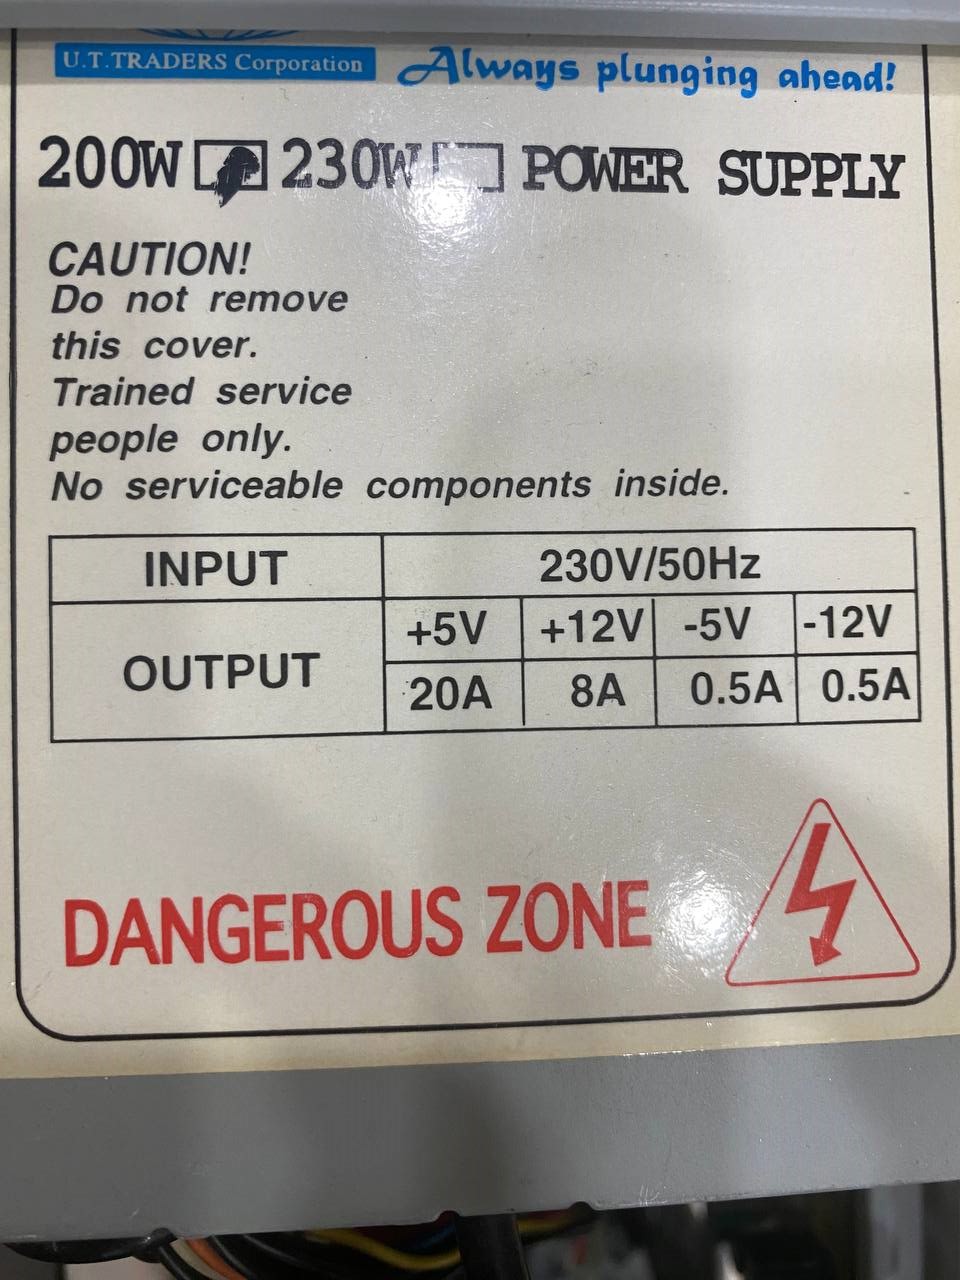 U.T.TRADERS Corporation Always plunging ahead!
200W 230W POWER SUPPLY
CAUTION!
Do not remove
this cover.
Trained service
people only.
No serviceable components inside.
INPUT 230V/50Hz
OUTPUT +5V +12V -5V -12V
20A 8A 0.5A 0.5A
DANGEROUS ZONE